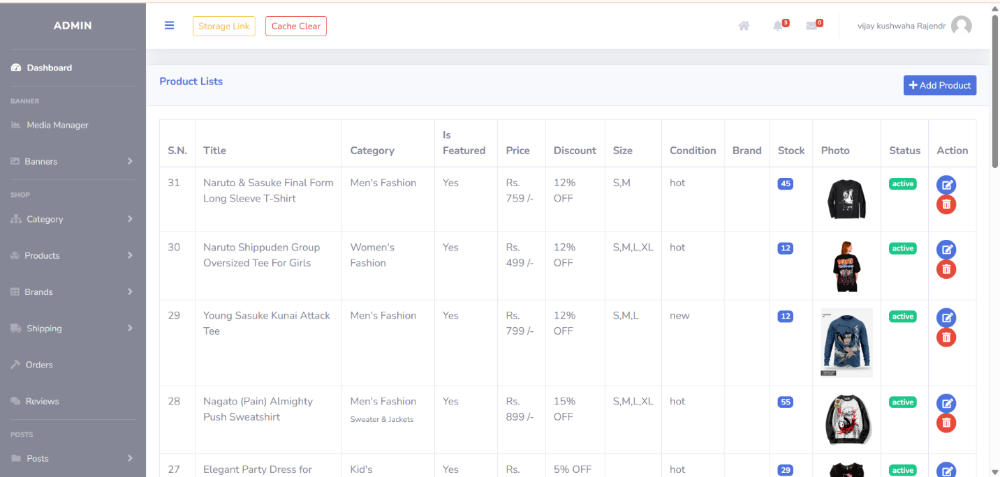 ADMIN
Storage Link
Cache Clear
3
0
vijay kushwaha Rajendr
Dashboard
BANNER
Media Manager
Banners
SHOP
Category
Products
Brands
Shipping
Orders
Reviews
POSTS
Posts
Product Lists
Add Product
S.N. Title Category Is Featured Price Discount Size Condition Brand Stock Photo Status Action
31 Naruto & Sasuke Final Form Men's Fashion Yes Rs. 12% S,M hot 45 active
Long Sleeve T-Shirt 759 /- OFF
30 Naruto Shippuden Group Women's Yes Rs. 12% S,M,L,XL hot 12 active
Oversized Tee For Girls Fashion 499 /- OFF
29 Young Sasuke Kunai Attack Men's Fashion Yes Rs. 12% S,M,L new 12 active
Tee 799 /- OFF
28 Nagato (Pain) Almighty Men's Fashion Yes Rs. 15% S,M,L,XL hot 55 active
Push Sweatshirt Sweater & Jackets 899 /- OFF
27 Elegant Party Dress for Kid's Yes Rs. 5% OFF hot 29 active